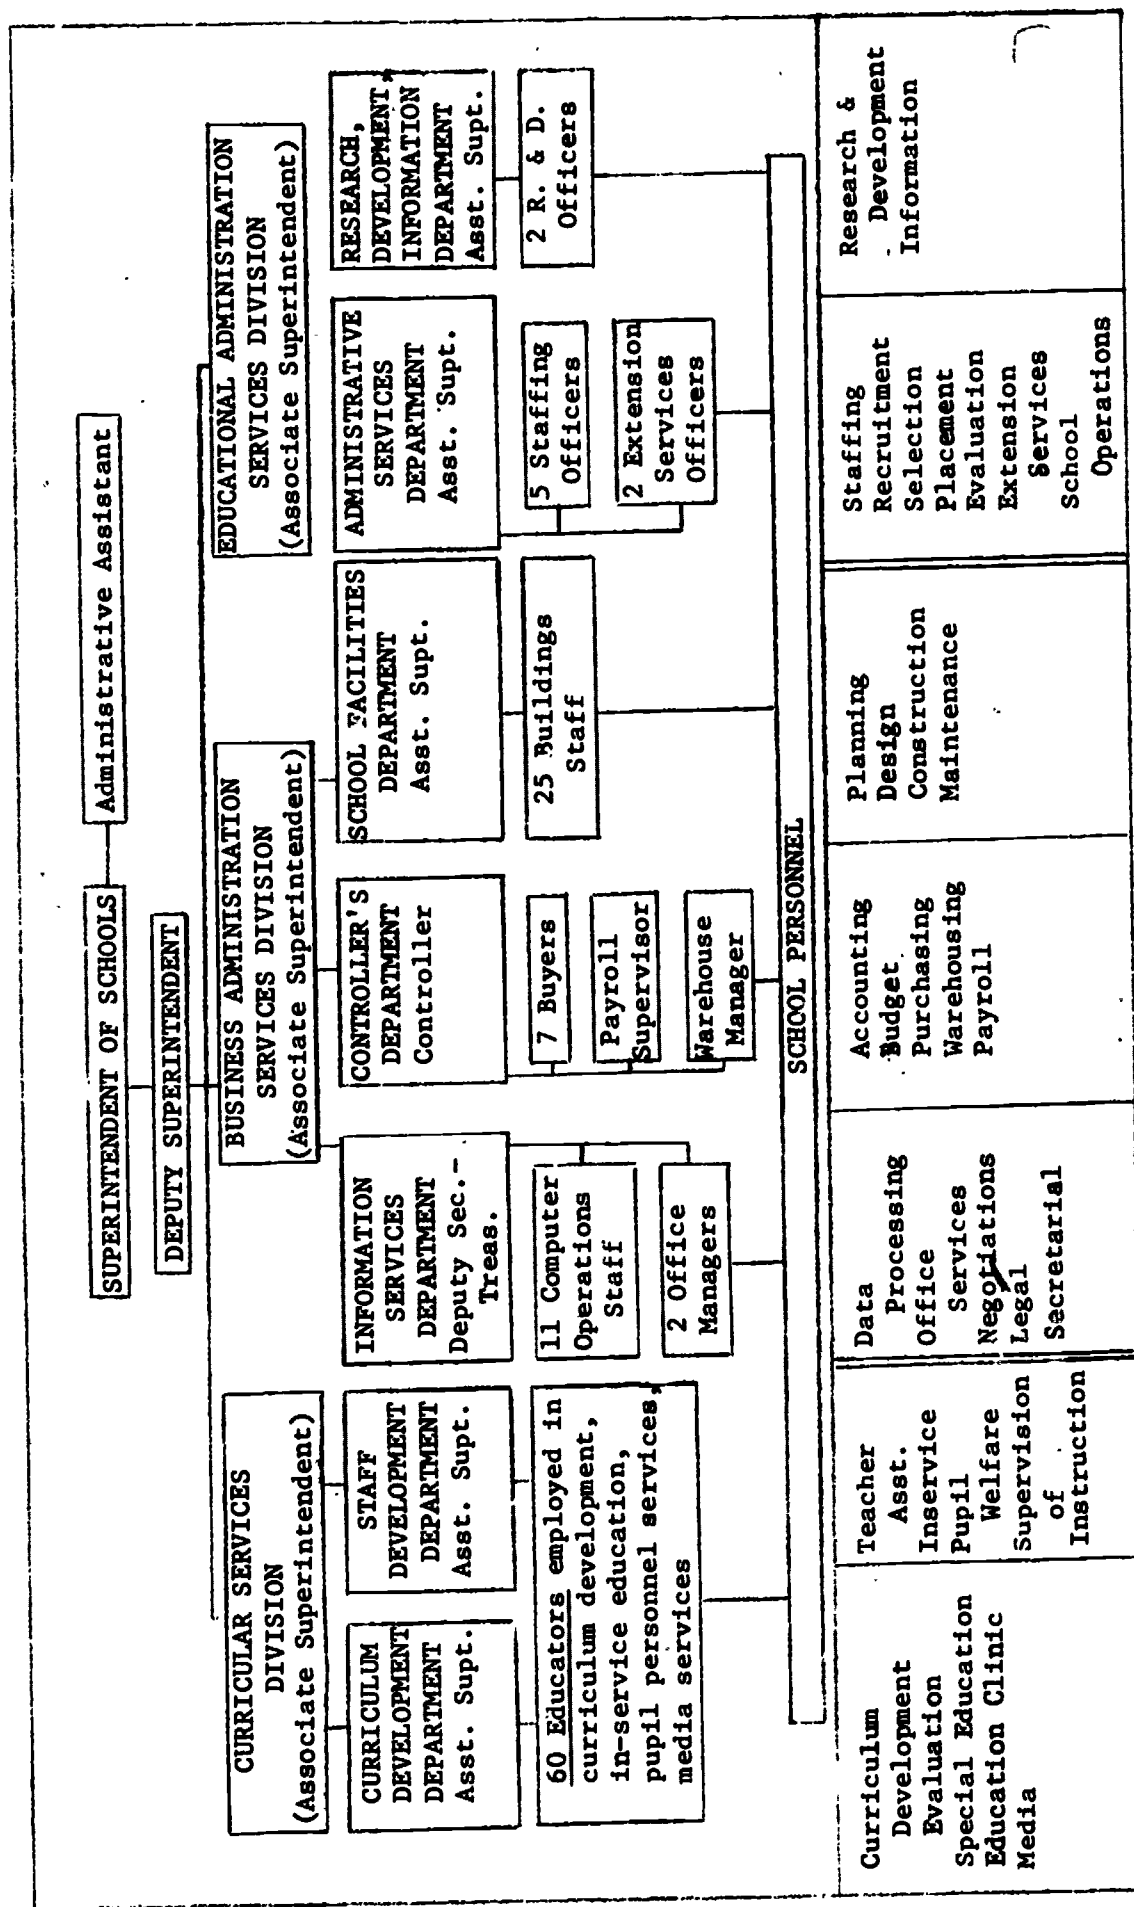 SUPERINTENDENT OF SCHOOLS
Administrative Assistant
DEPUTY SUPERINTENDENT
CURRICULAR SERVICES
DIVISION
(Associate Superintendent)
BUSINESS ADMINISTRATION
SERVICES DIVISION
(Associate Superintendent)
EDUCATIONAL ADMINISTRATION
SERVICES DIVISION
(Associate Superintendent)
CURRICULUM
DEVELOPMENT
DEPARTMENT
Asst. Supt.
STAFF
DEVELOPMENT
DEPARTMENT
Asst. Supt.
INFORMATION
SERVICES
DEPARTMENT
Deputy Sec.-
Treas.
CONTROLLER'S
DEPARTMENT
Controller
SCHOOL FACILITIES
DEPARTMENT
Asst. Supt.
ADMINISTRATIVE
SERVICES
DEPARTMENT
Asst. Supt.
RESEARCH,
DEVELOPMENT,
INFORMATION
DEPARTMENT
Asst. Supt.
60 Educators employed in
curriculum development,
in-service education,
pupil personnel services,
media services
11 Computer
Operations
Staff
2 Office
Managers
7 Buyers
Payroll
Supervisor
Warehouse
Manager
25 Buildings
Staff
5 Staffing
Officers
2 Extension
Services
Officers
2 R. & D.
Officers
SCHOOL PERSONNEL
Curriculum
Development
Evaluation
Special Education
Education Clinic
Media
Teacher
Asst.
Inservice
Pupil
Welfare
Supervision
of
Instruction
Data
Processing
Office
Services
Negotiations
Legal
Secretarial
Accounting
Budget
Purchasing
Warehousing
Payroll
Planning
Design
Construction
Maintenance
Staffing
Recruitment
Selection
Placement
Evaluation
Extension
Services
School
Operations
Research &
Development
Information